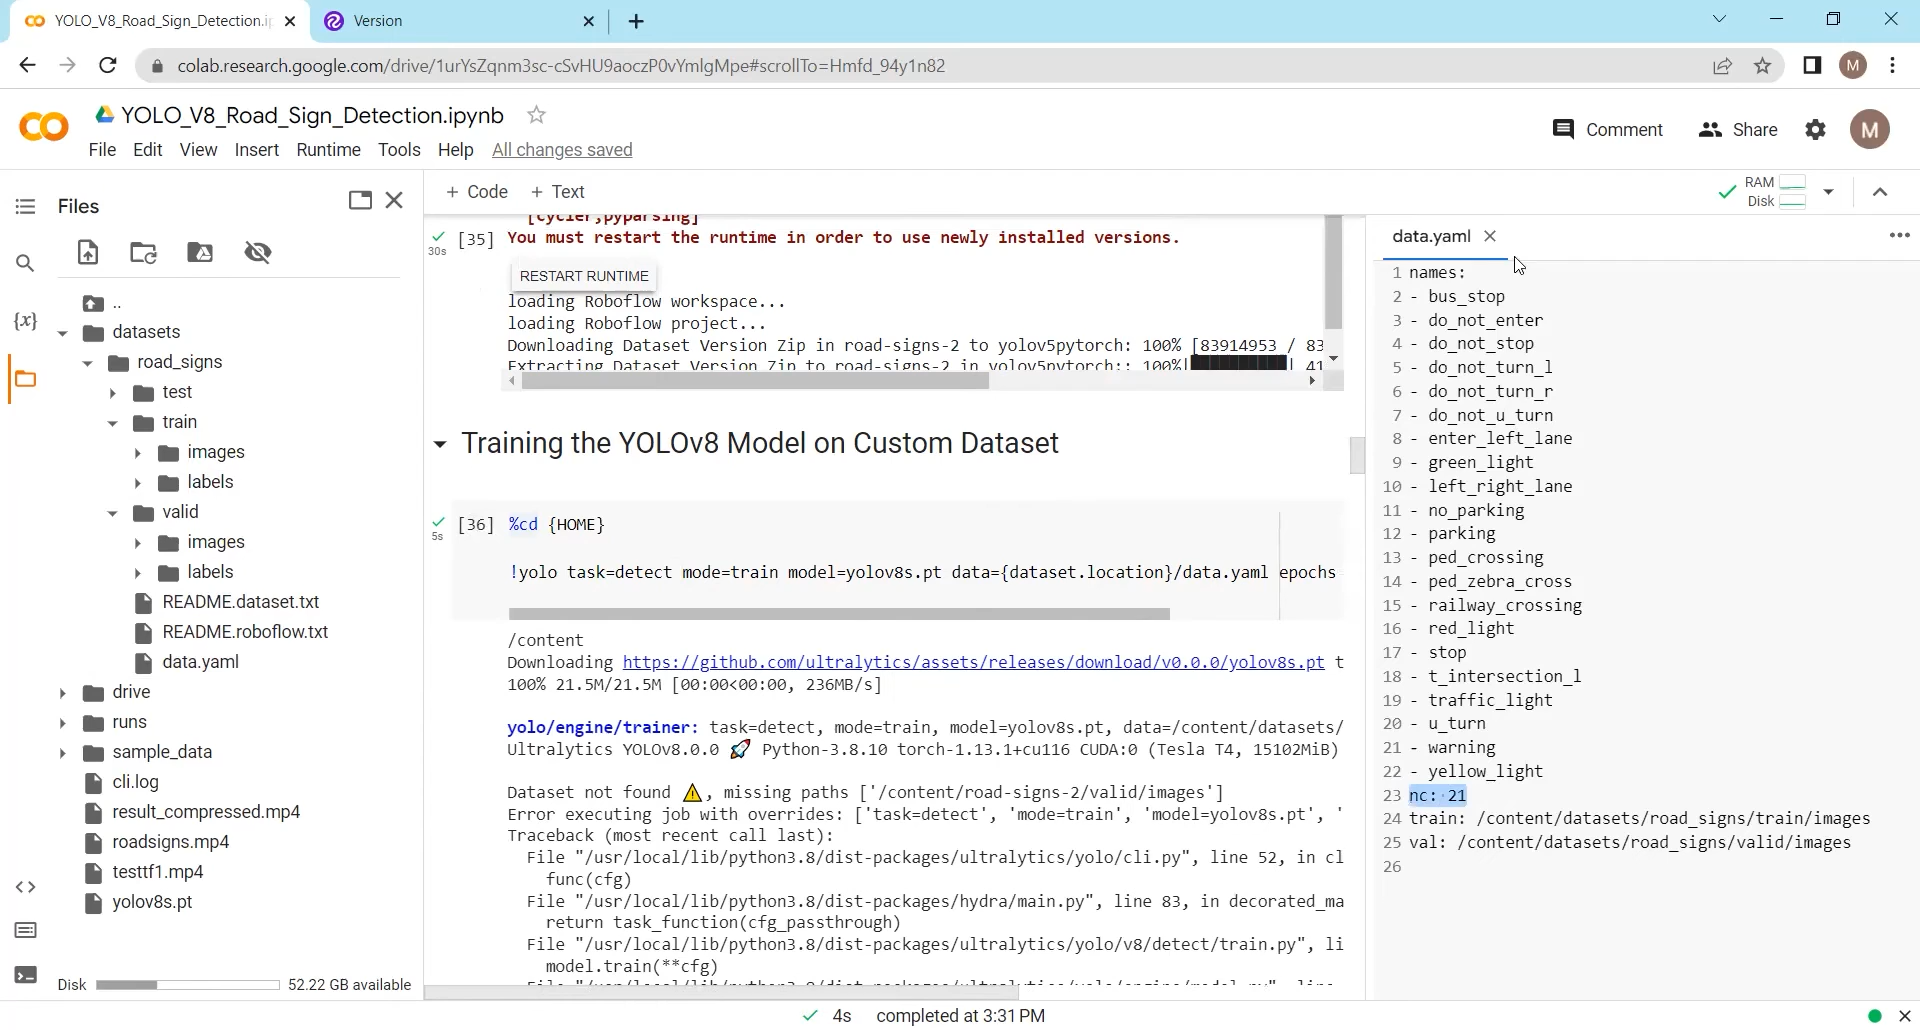 YOLO_V8_Road_Sign_Detection.ip
Version
colab.research.google.com/drive/1urYsZqnm3sc-cSvHU9aoczP0vYmlgMpe#scrollTo=Hmfd_94y1n82
M
YOLO_V8_Road_Sign_Detection.ipynb
Comment
Share
M
File Edit View Insert Runtime Tools Help All changes saved
Files
+ Code + Text
RAM
Disk
..
datasets
road_signs
test
train
images
labels
valid
images
labels
README.dataset.txt
README.roboflow.txt
data.yaml
drive
runs
sample_data
cli.log
result_compressed.mp4
roadsigns.mp4
testtf1.mp4
yolov8s.pt
Disk 52.22 GB available
[cycler,pyparsing]
30s [35] You must restart the runtime in order to use newly installed versions.
RESTART RUNTIME
loading Roboflow workspace...
loading Roboflow project...
Downloading Dataset Version Zip in road-signs-2 to yolov5pytorch: 100% [83914953 / 83
Extracting Dataset Version Zip to road-signs-2 in yolov5pytorch:: 100%| | 41
Training the YOLOv8 Model on Custom Dataset
5s [36] %cd {HOME}
!yolo task=detect mode=train model=yolov8s.pt data={dataset.location}/data.yaml epochs
/content
Downloading https://github.com/ultralytics/assets/releases/download/v0.0.0/yolov8s.pt t
100% 21.5M/21.5M [00:00<00:00, 236MB/s]
yolo/engine/trainer: task=detect, mode=train, model=yolov8s.pt, data=/content/datasets/
Ultralytics YOLOv8.0.0 🚀 Python-3.8.10 torch-1.13.1+cu116 CUDA:0 (Tesla T4, 15102MiB)
Dataset not found ⚠️, missing paths ['/content/road-signs-2/valid/images']
Error executing job with overrides: ['task=detect', 'mode=train', 'model=yolov8s.pt', '
Traceback (most recent call last):
File "/usr/local/lib/python3.8/dist-packages/ultralytics/yolo/cli.py", line 52, in cl
func(cfg)
File "/usr/local/lib/python3.8/dist-packages/hydra/main.py", line 83, in decorated_ma
return task_function(cfg_passthrough)
File "/usr/local/lib/python3.8/dist-packages/ultralytics/yolo/v8/detect/train.py", li
model.train(**cfg)
data.yaml
1 names:
2 - bus_stop
3 - do_not_enter
4 - do_not_stop
5 - do_not_turn_l
6 - do_not_turn_r
7 - do_not_u_turn
8 - enter_left_lane
9 - green_light
10 - left_right_lane
11 - no_parking
12 - parking
13 - ped_crossing
14 - ped_zebra_cross
15 - railway_crossing
16 - red_light
17 - stop
18 - t_intersection_l
19 - traffic_light
20 - u_turn
21 - warning
22 - yellow_light
23 nc: 21
24 train: /content/datasets/road_signs/train/images
25 val: /content/datasets/road_signs/valid/images
26
4s completed at 3:31 PM